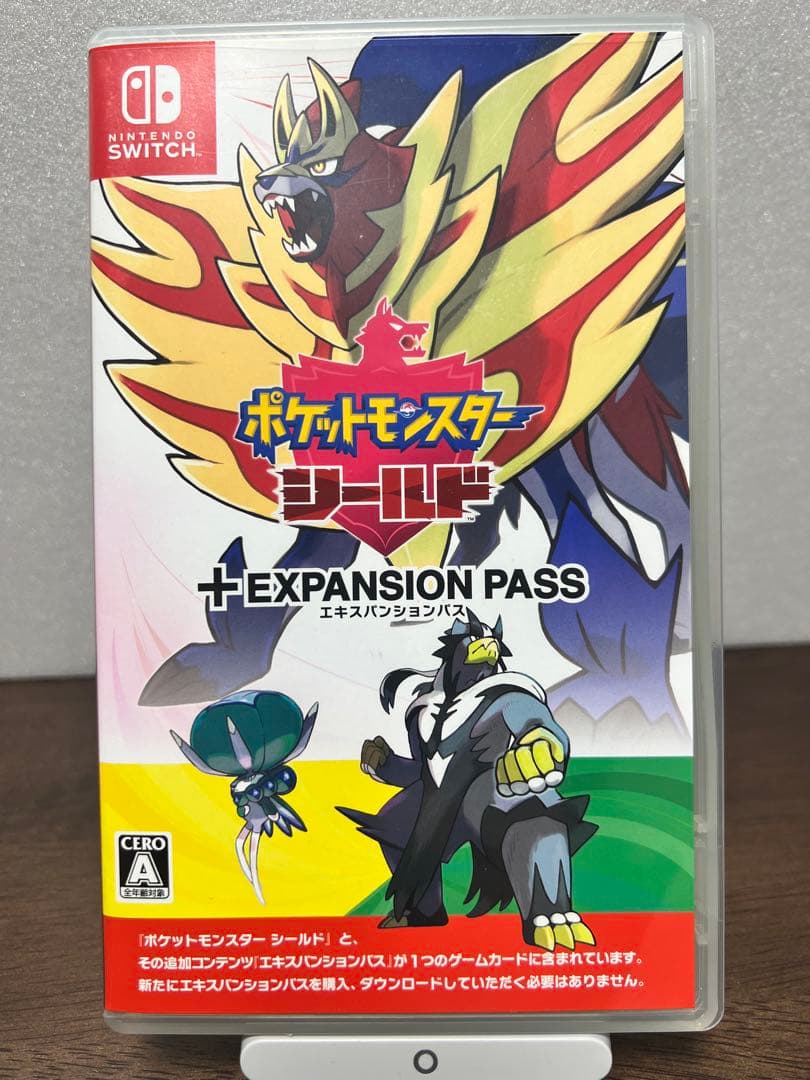 NINTENDO
SWITCH™
ポケットモンスター
シールド™
+EXPANSION PASS
エキスパンションパス
CERO
A
全年齢対象
『ポケットモンスター シールド』と、
その追加コンテンツ『エキスパンションパス』が1つのゲームカードに含まれています。
新たにエキスパンションパスを購入、ダウンロードしていただく必要はありません。